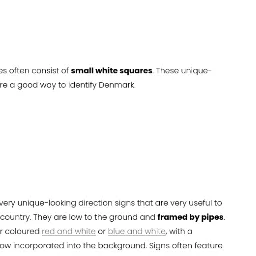 es often consist of small white squares. These unique-
re a good way to identify Denmark.
very unique-looking direction signs that are very useful to
country. They are low to the ground and framed by pipes.
r coloured red and white or blue and white, with a
ow incorporated into the background. Signs often feature